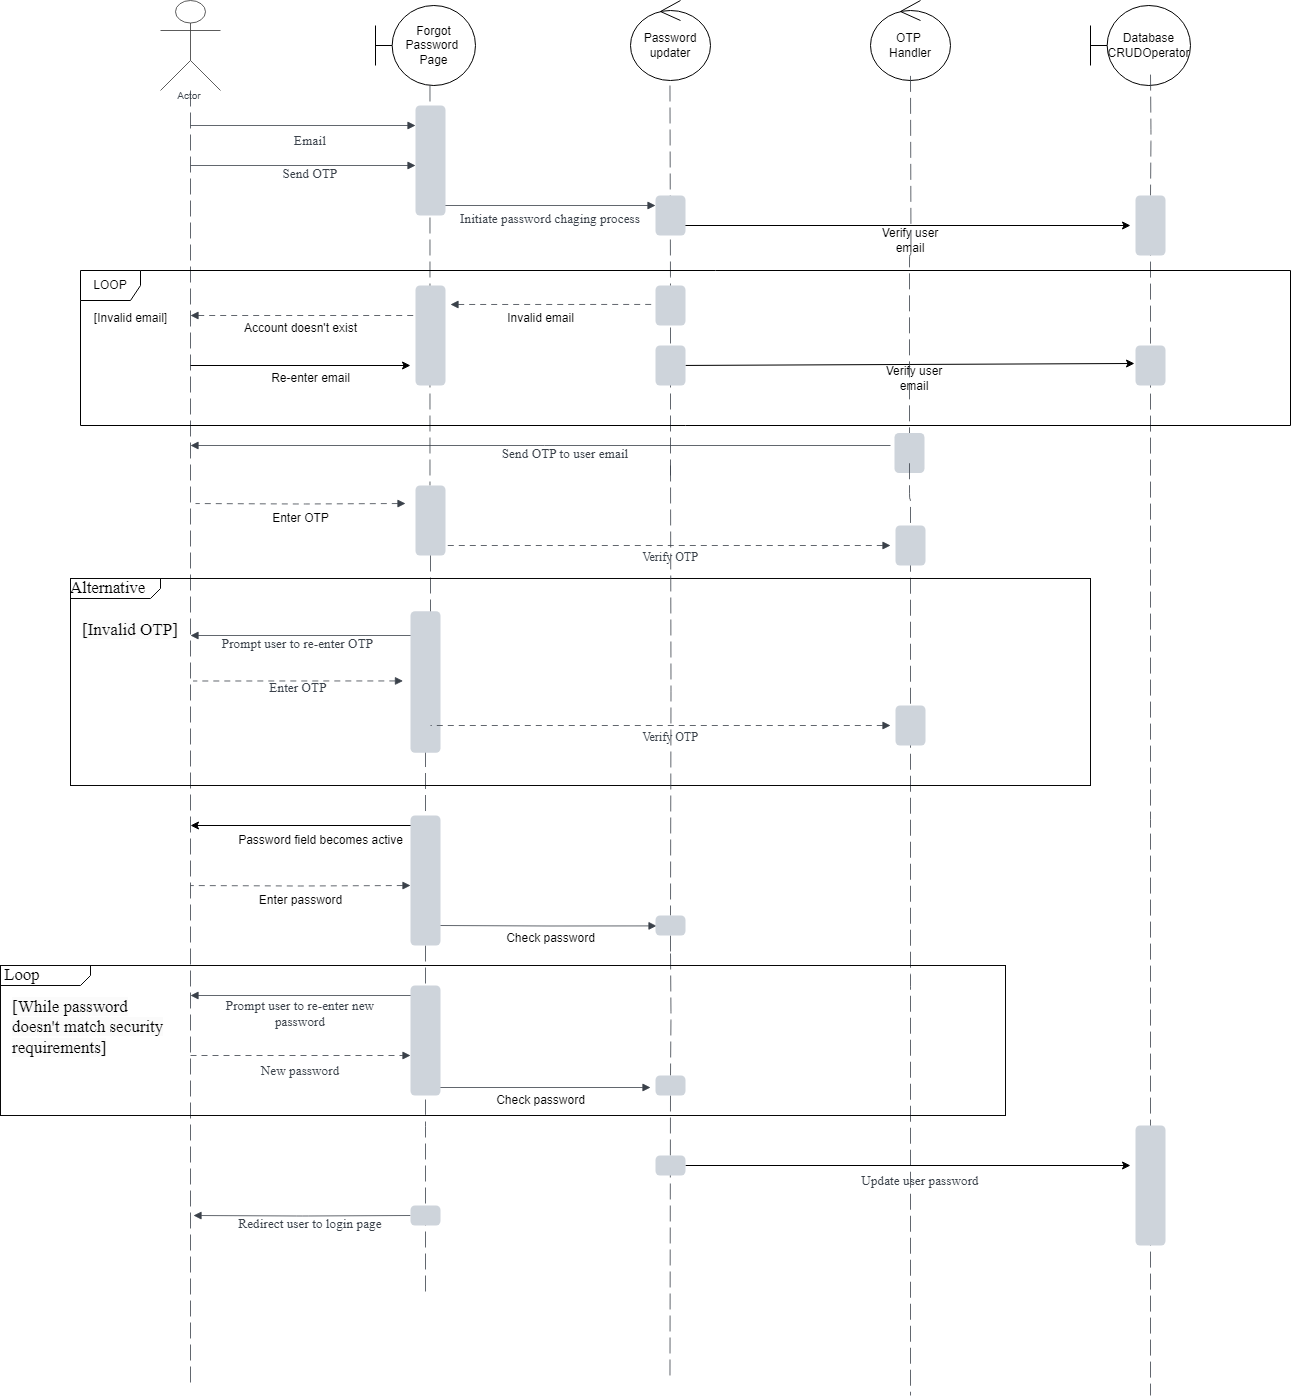 Forgot
Password
Page
Password
updater
OTP
Handler
Database
CRUDOperator
Actor
Email
Send OTP
Initiate password chaging process
Verify user
email
LOOP
[Invalid email]
Invalid email
Account doesn't exist
Re-enter email
Verify user
email
Send OTP to user email
Enter OTP
Verify OTP
Alternative
[Invalid OTP]
Prompt user to re-enter OTP
Enter OTP
Verify OTP
Password field becomes active
Enter password
Check password
Loop
[While password
doesn't match security
requirements]
Prompt user to re-enter new
password
New password
Check password
Update user password
Redirect user to login page